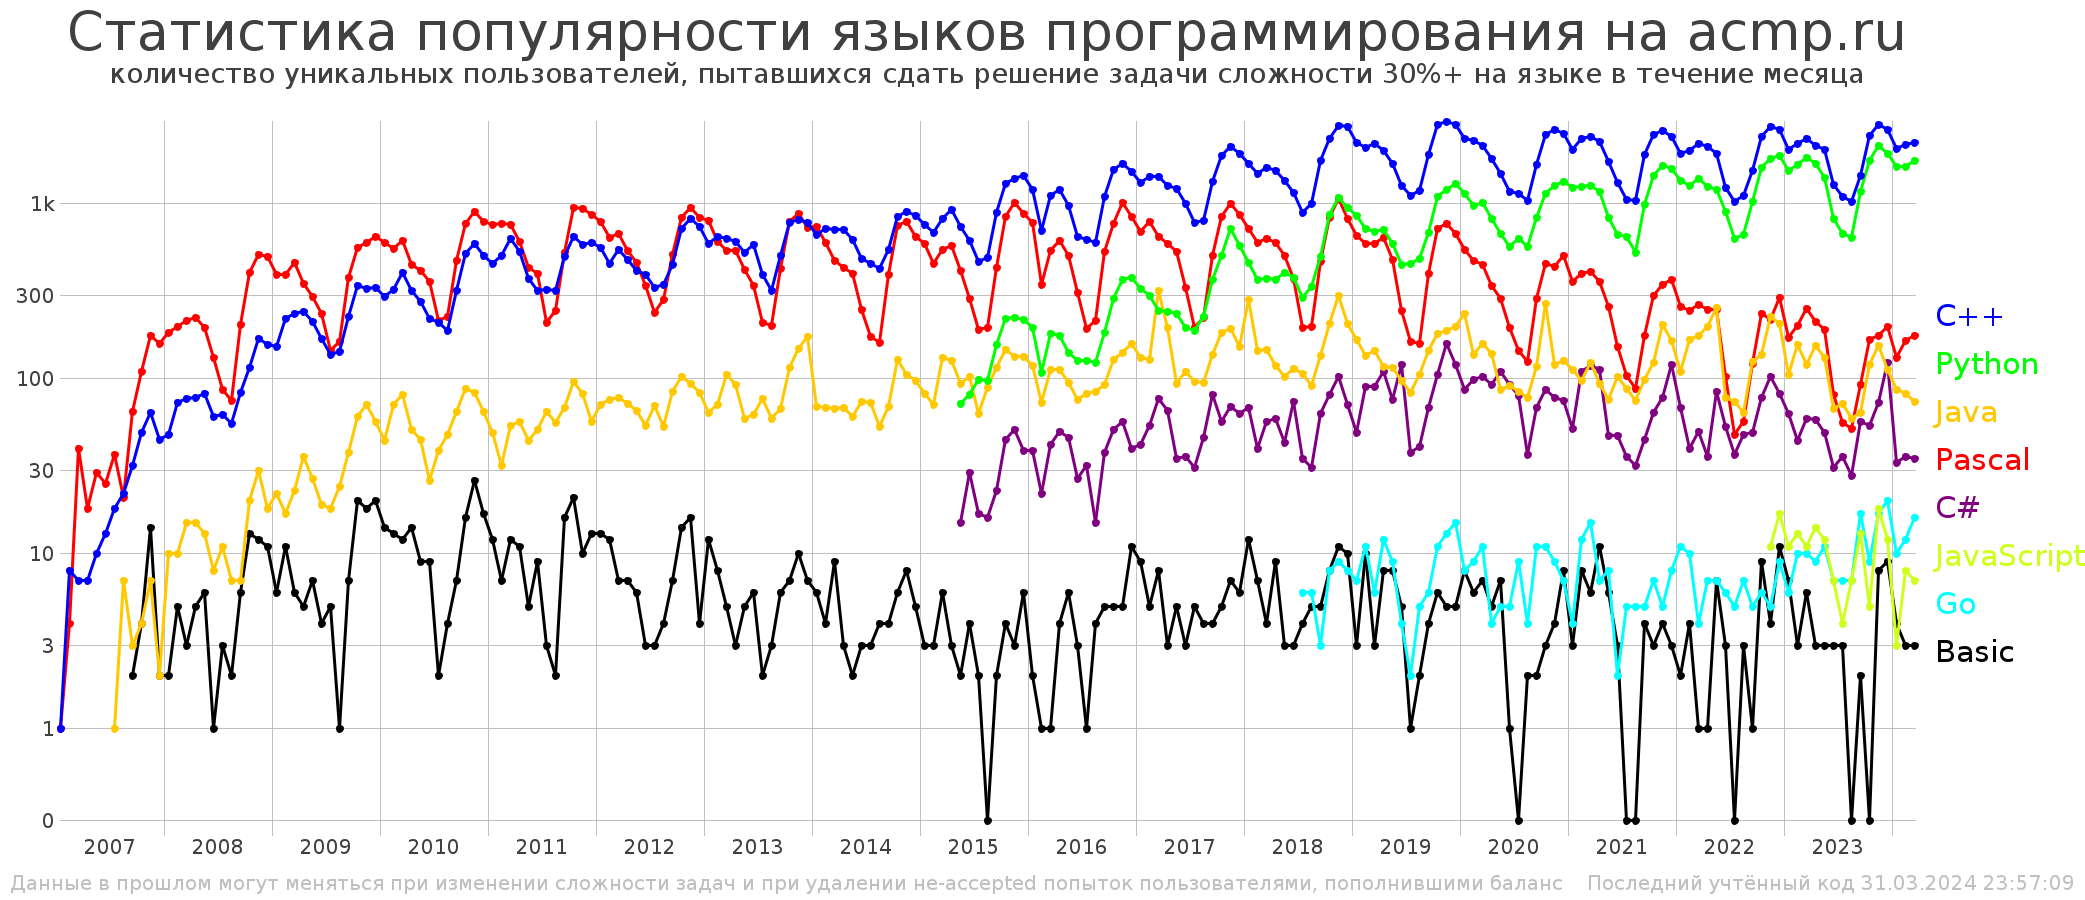 Статистика популярности языков программирования на acmp.ru
количество уникальных пользователей, пытавшихся сдать решение задачи сложности 30%+ на языке в течение месяца
1k
300
100
30
10
3
1
0
C++
Python
Java
Pascal
C#
JavaScript
Go
Basic
2007 2008 2009 2010 2011 2012 2013 2014 2015 2016 2017 2018 2019 2020 2021 2022 2023
Данные в прошлом могут меняться при изменении сложности задач и при удалении не-accepted попыток пользователями, пополнившими баланс Последний учтённый код 31.03.2024 23:57:09